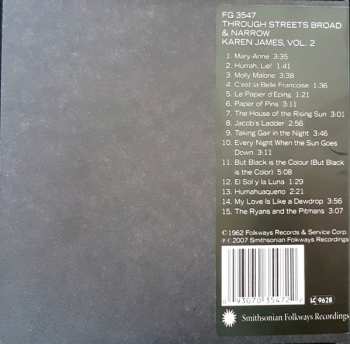 FG 3547
THROUGH STREETS BROAD
& NARROW
KAREN JAMES, VOL. 2
1. Mary-Anne 3:35
2. Hurrah, Lie! 1:41
3. Molly Malone 3:38
4. C'est la Belle Francoise 1:36
5. Le Papier d'Eping 1:21
6. Paper of Pins 3:11
7. The House of the Rising Sun 3:01
8. Jacob's Ladder 2:56
9. Taking Gair in the Night 3:46
10. Every Night When the Sun Goes
Down 3:11
11. But Black is the Colour (But Black
is the Color) 5:08
12. El Sol y la Luna 1:29
13. Humahuaqueno 2:21
14. My Love Is Like a Dewdrop 3:56
15. The Ryans and the Pitmans 3:07
©1962 Folkways Records & Service Corp.
℗©2007 Smithsonian Folkways Recordings
93070 35472
LC 9628
Smithsonian Folkways Recordings